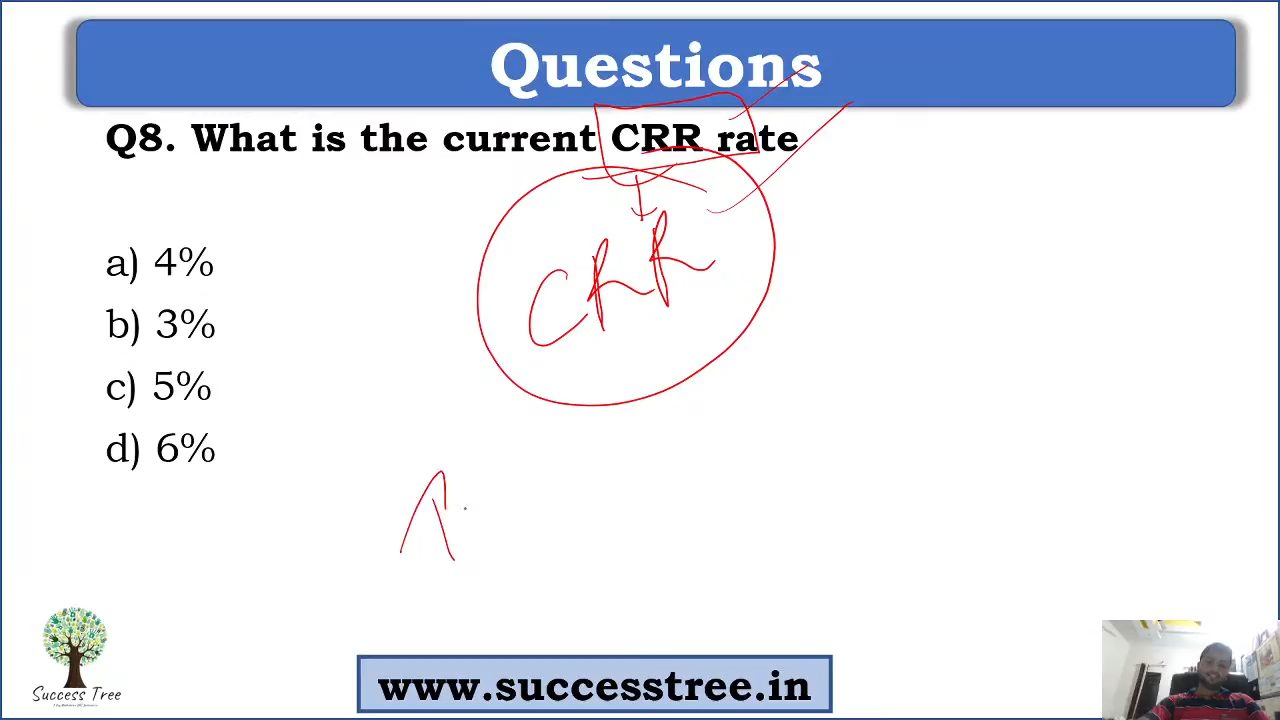 Questions
Q8. What is the current CRR rate
CRR
a) 4%
b) 3%
c) 5%
d) 6%
Success Tree
www.successtree.in